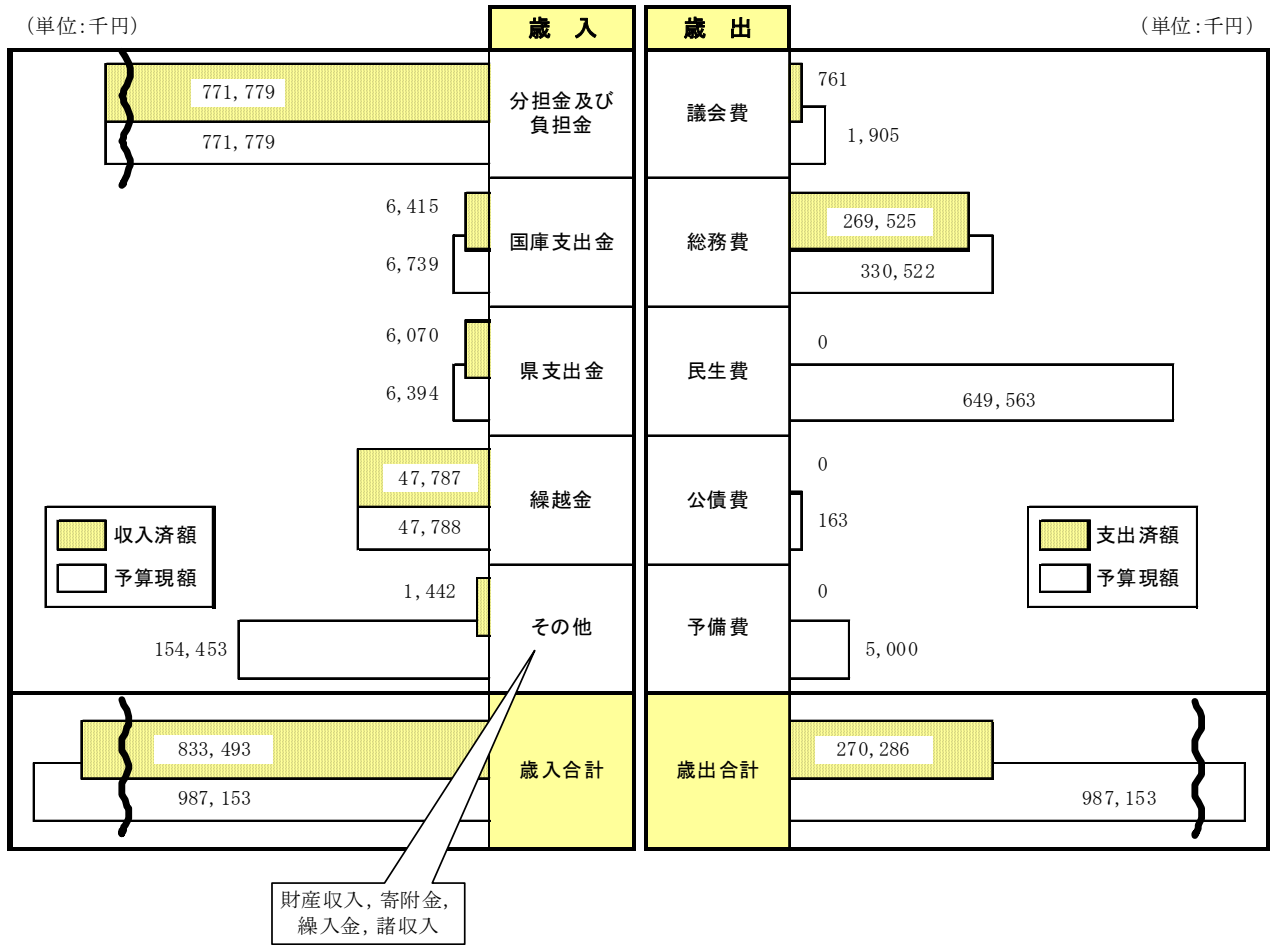 (単位:千円)
歳 入
歳 出
(単位:千円)
771,779
771,779
分担金及び
負担金
議会費
761
1,905
6,415
6,739
国庫支出金
総務費
269,525
330,522
6,070
6,394
県支出金
民生費
0
649,563
47,787
47,788
繰越金
公債費
0
163
収入済額
予算現額
支出済額
予算現額
1,442
154,453
その他
予備費
0
5,000
833,493
987,153
歳入合計
歳出合計
270,286
987,153
財産収入,寄附金,
繰入金,諸収入